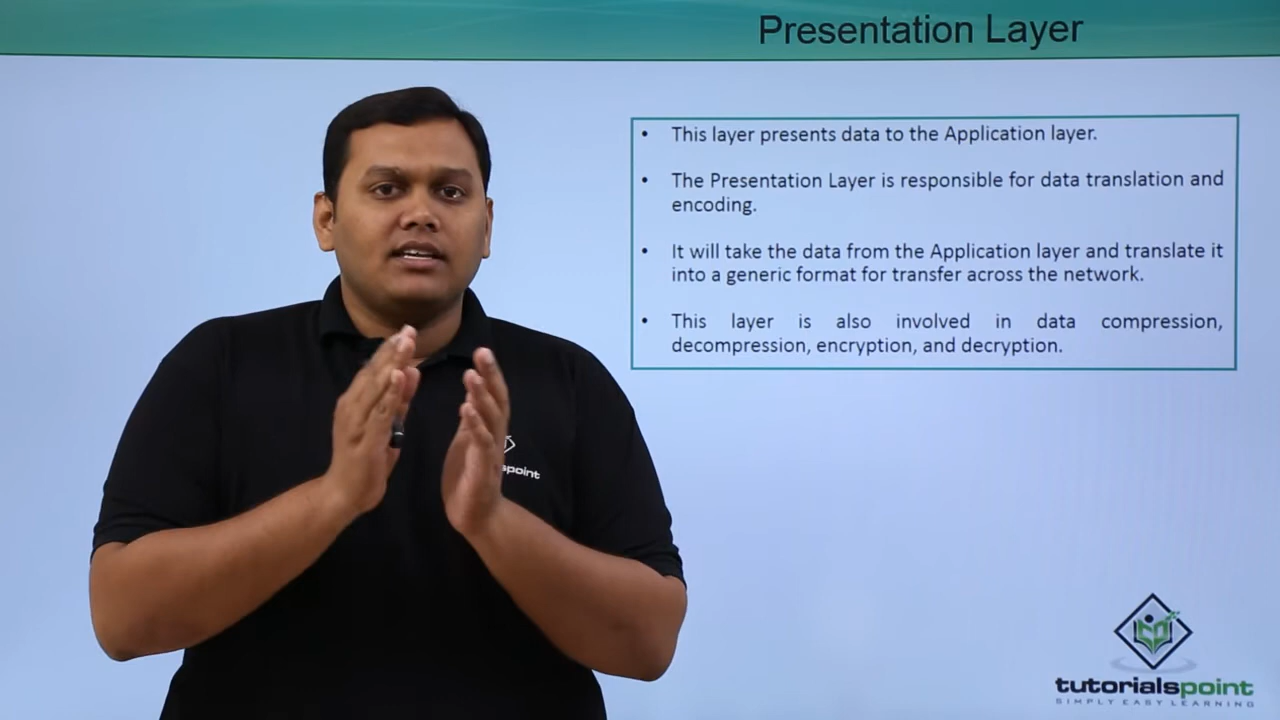 Presentation Layer
• This layer presents data to the Application layer.
• The Presentation Layer is responsible for data translation and
encoding.
• It will take the data from the Application layer and translate it
into a generic format for transfer across the network.
• This layer is also involved in data compression,
decompression, encryption, and decryption.
spoint
tutorialspoint
SIMPLY EASY LEARNING